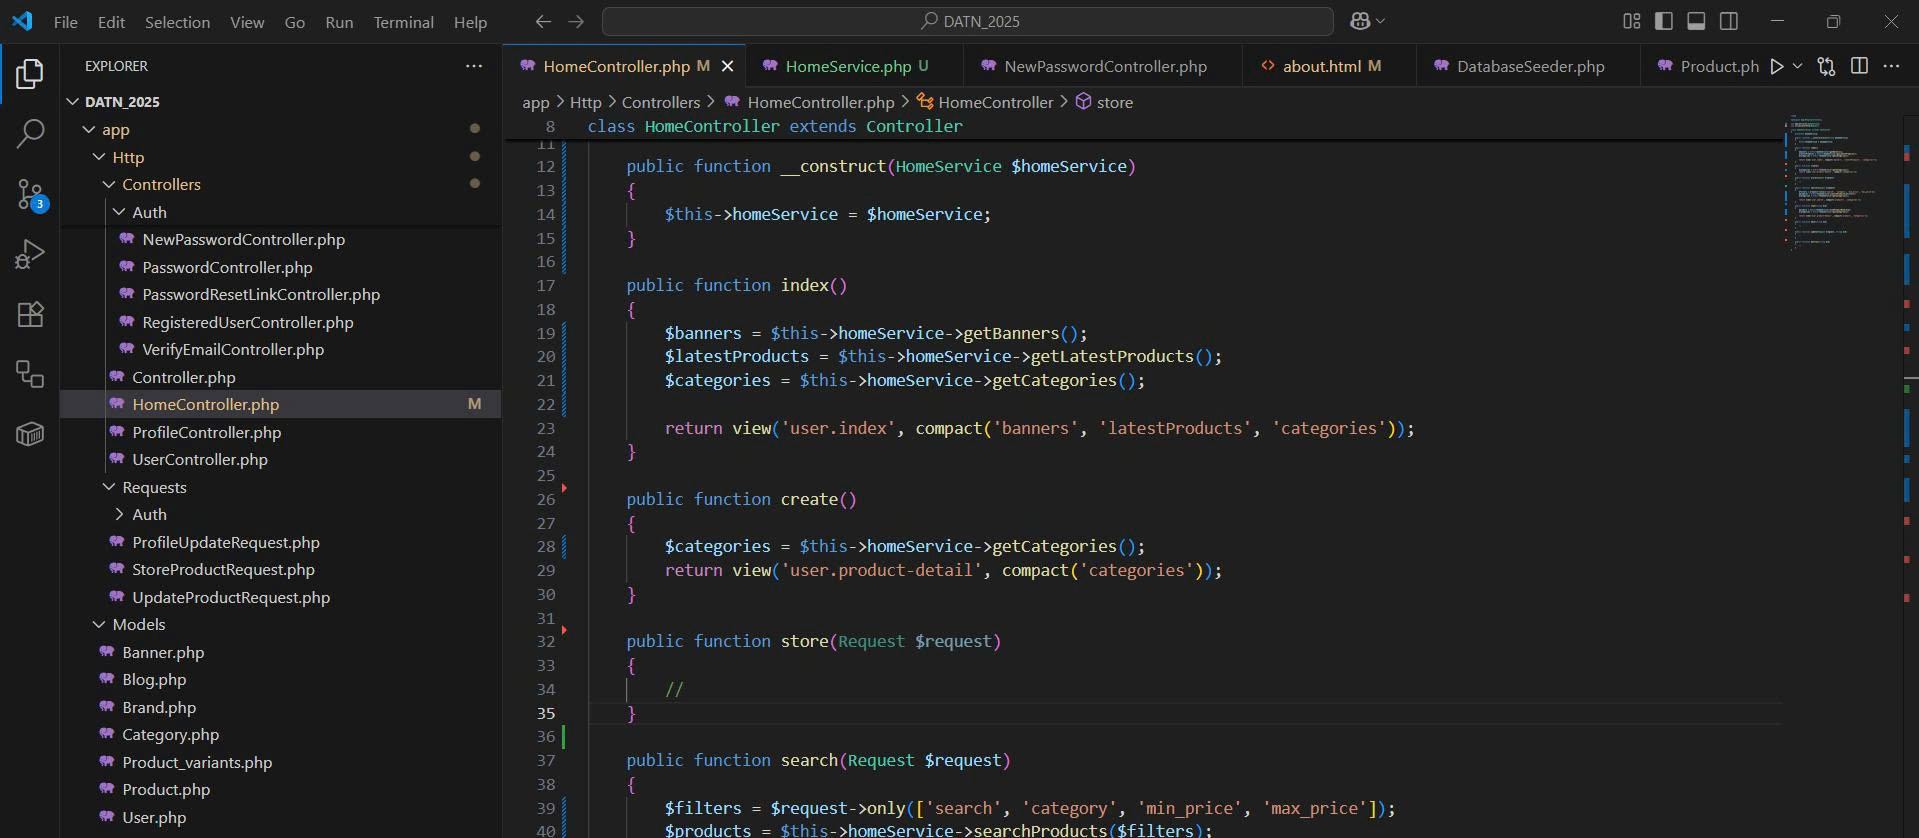 File Edit Selection View Go Run Terminal Help
DATN_2025
EXPLORER
DATN_2025
app
Http
Controllers
Auth
NewPasswordController.php
PasswordController.php
PasswordResetLinkController.php
RegisteredUserController.php
VerifyEmailController.php
Controller.php
HomeController.php M
ProfileController.php
UserController.php
Requests
Auth
ProfileUpdateRequest.php
StoreProductRequest.php
UpdateProductRequest.php
Models
Banner.php
Blog.php
Brand.php
Category.php
Product_variants.php
Product.php
User.php
3
HomeController.php M HomeService.php U NewPasswordController.php <> about.html M DatabaseSeeder.php Product.ph
app > Http > Controllers > HomeController.php > HomeController > store
8 class HomeController extends Controller
11
12 public function __construct(HomeService $homeService)
13 {
14 $this->homeService = $homeService;
15 }
16
17 public function index()
18 {
19 $banners = $this->homeService->getBanners();
20 $latestProducts = $this->homeService->getLatestProducts();
21 $categories = $this->homeService->getCategories();
22
23 return view('user.index', compact('banners', 'latestProducts', 'categories'));
24 }
25
26 public function create()
27 {
28 $categories = $this->homeService->getCategories();
29 return view('user.product-detail', compact('categories'));
30 }
31
32 public function store(Request $request)
33 {
34 //
35 }
36
37 public function search(Request $request)
38 {
39 $filters = $request->only(['search', 'category', 'min_price', 'max_price']);
40 $products = $this->homeService->searchProducts($filters);